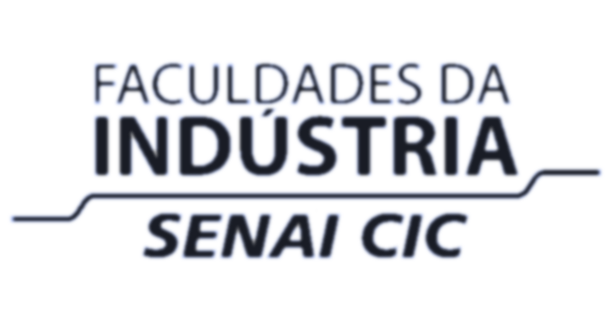 FACULDADES DA
INDÚSTRIA
SENAI CIC